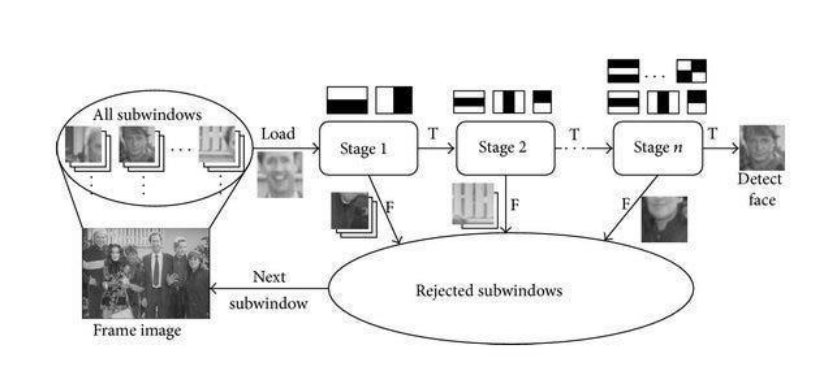 All subwindows
. . .
Load
Stage 1
T
Stage 2
T
. . .
Stage n
T
Detect
face
F
F
F
Next
subwindow
Rejected subwindows
Frame image